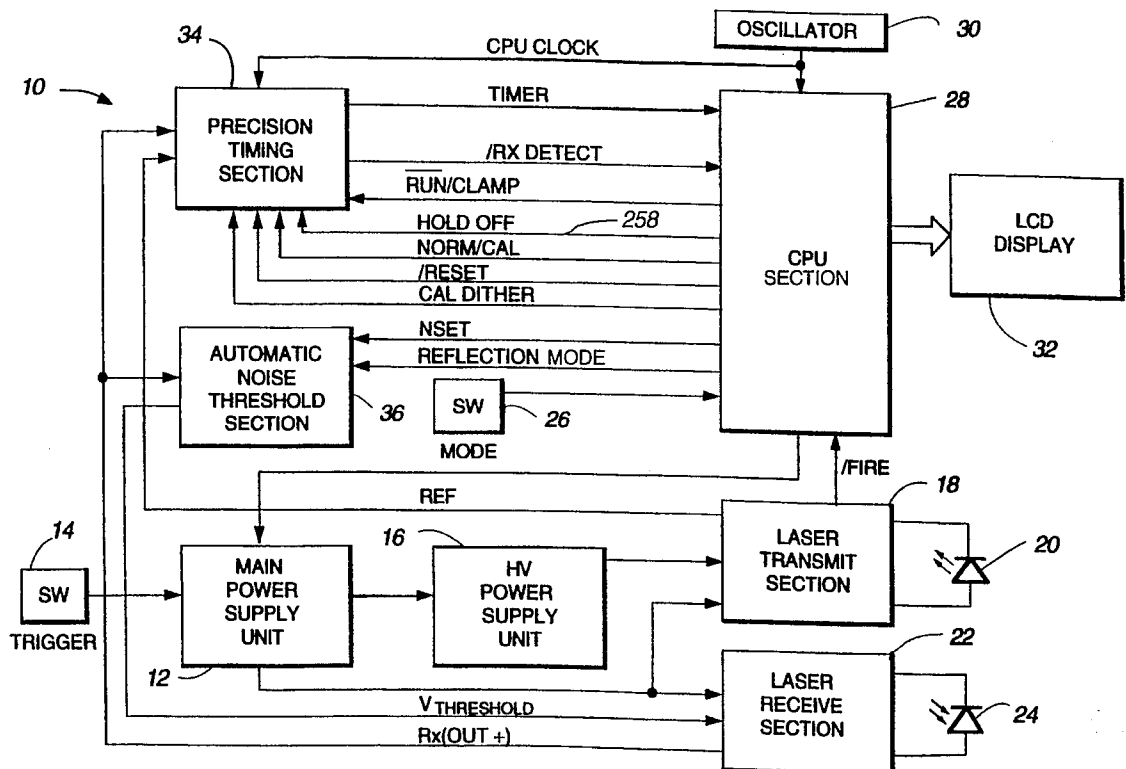 OSCILLATOR
30
34
CPU CLOCK
10
28
PRECISION
TIMING
SECTION
TIMER
/RX DETECT
RUN/CLAMP
HOLD OFF
258
NORM/CAL
/RESET
CAL DITHER
CPU
SECTION
LCD
DISPLAY
32
NSET
REFLECTION MODE
AUTOMATIC
NOISE
THRESHOLD
SECTION
36
SW
26
MODE
/FIRE
REF
18
14
16
SW
TRIGGER
MAIN
POWER
SUPPLY
UNIT
12
HV
POWER
SUPPLY
UNIT
LASER
TRANSMIT
SECTION
20
22
LASER
RECEIVE
SECTION
24
V THRESHOLD
Rx(OUT +)